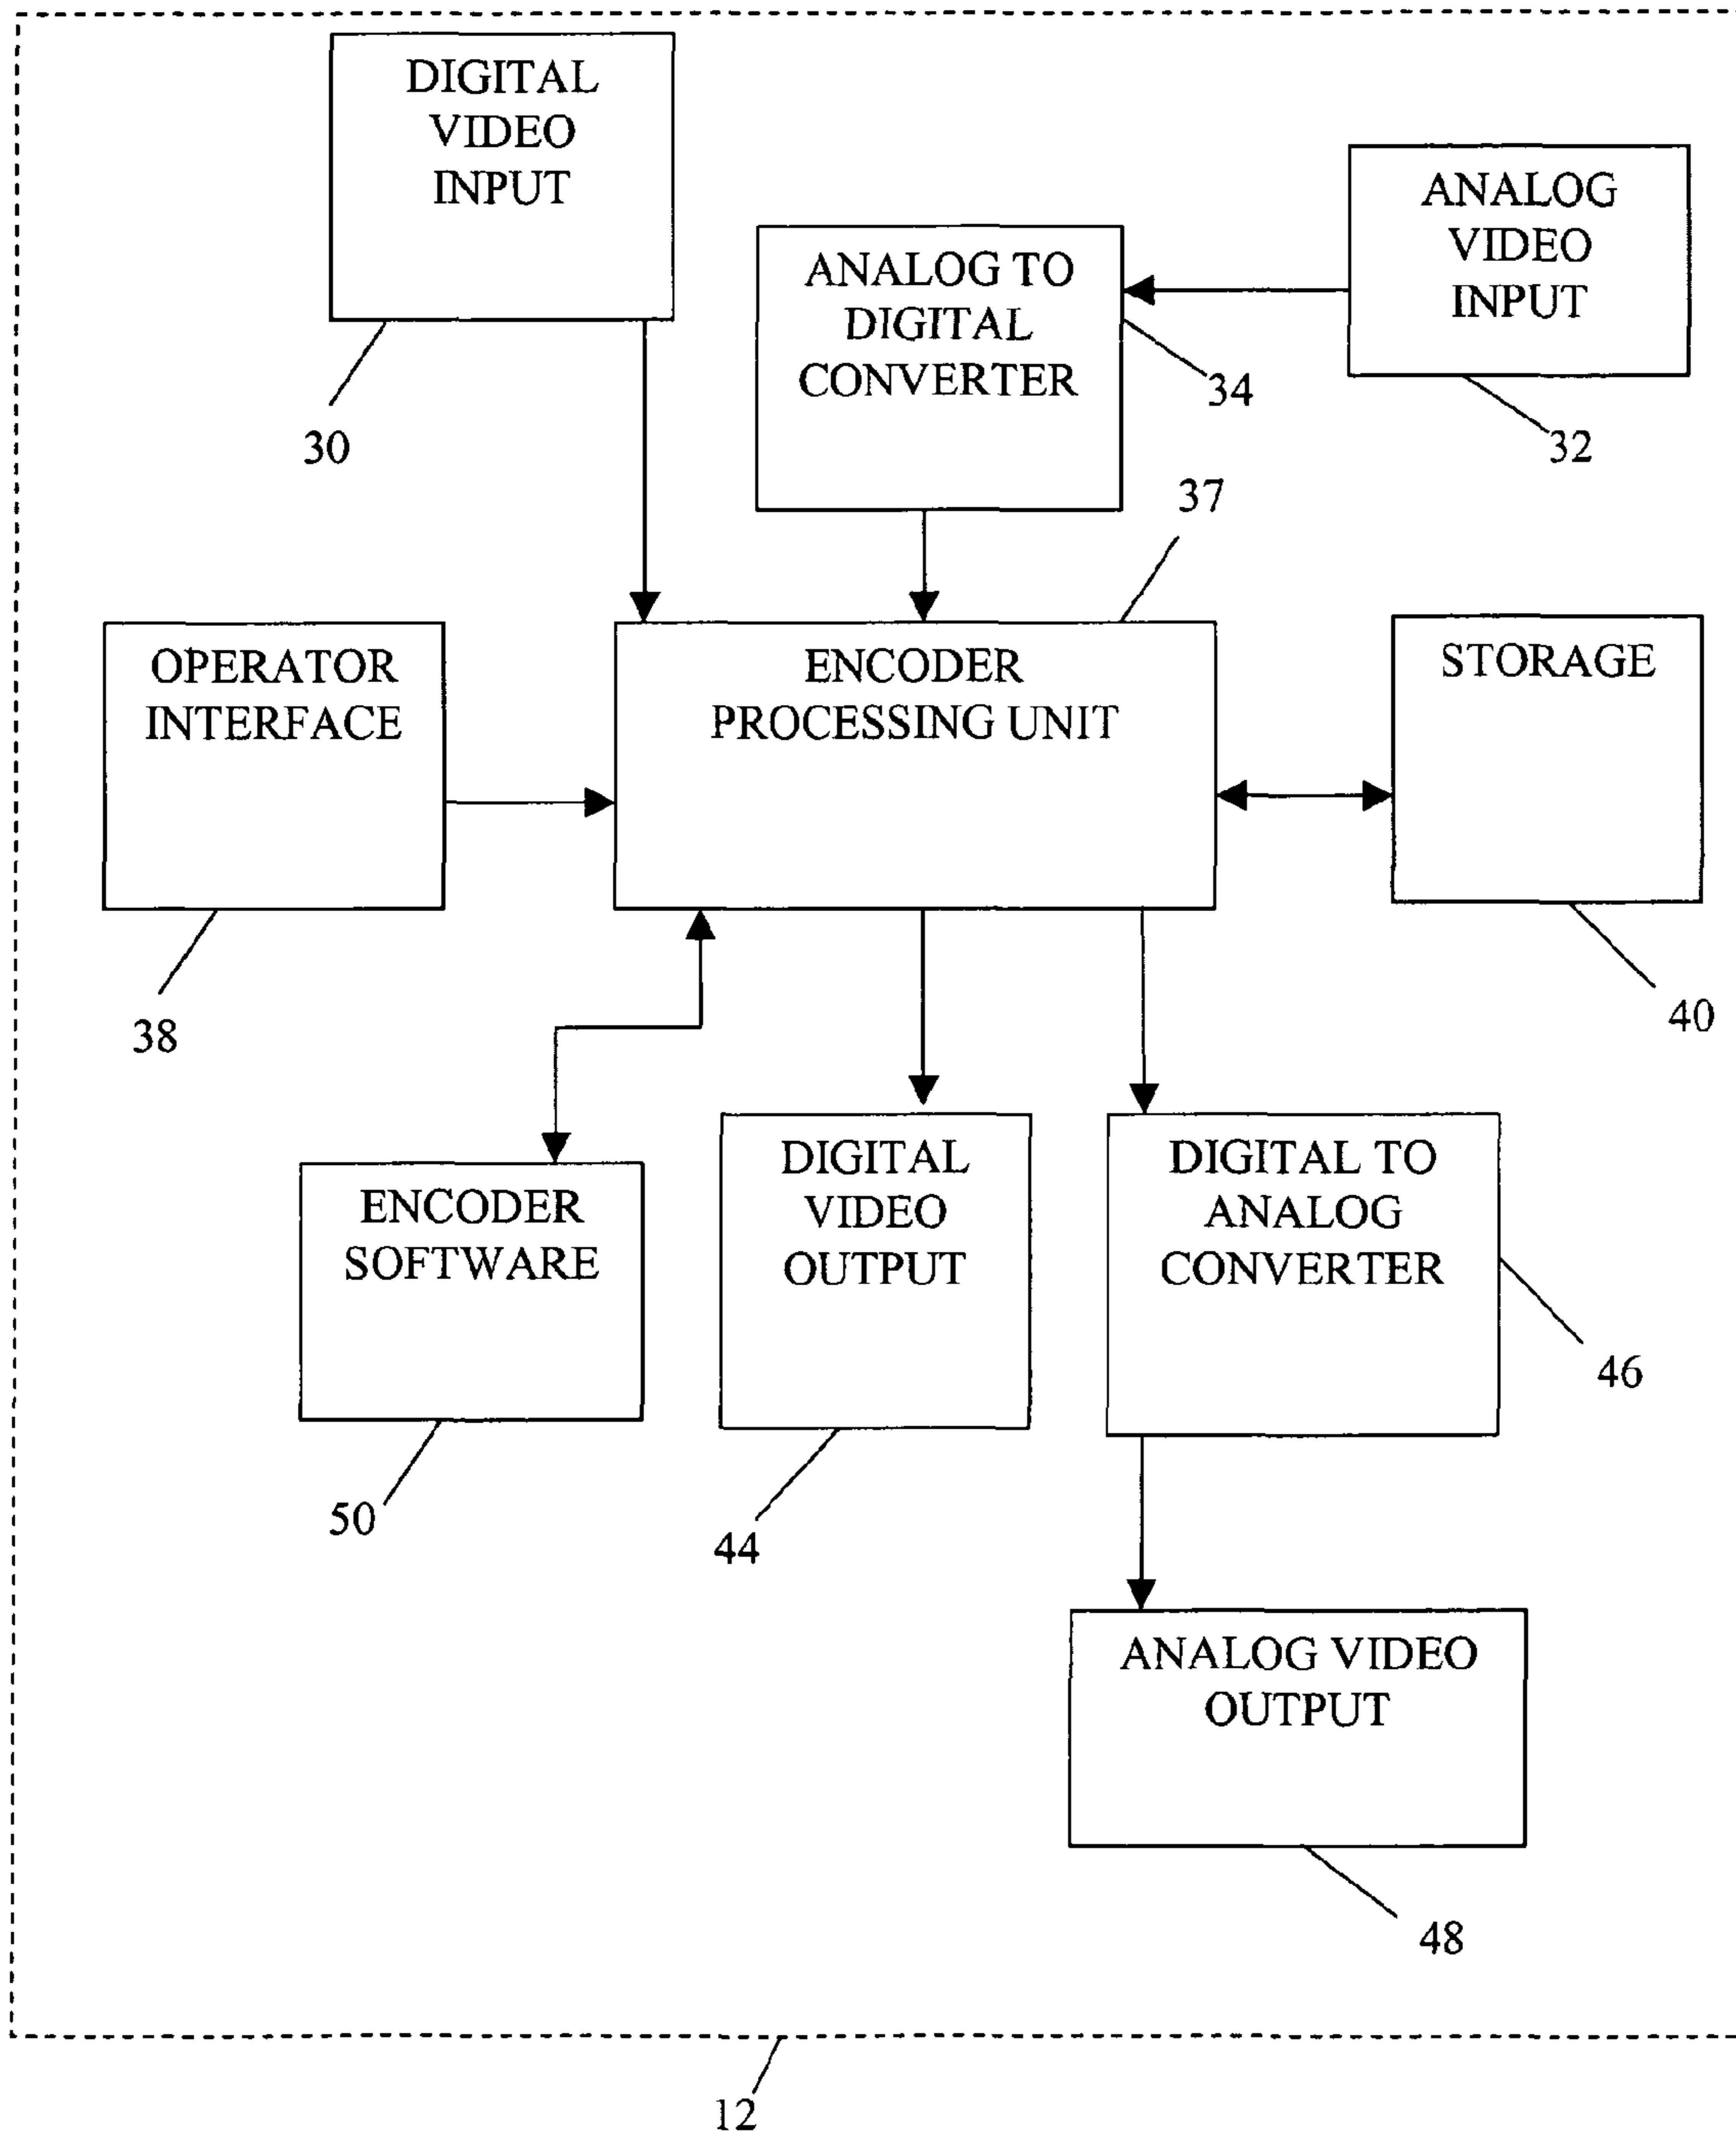 DIGITAL
VIDEO
INPUT
30
ANALOG TO
DIGITAL
CONVERTER
34
ANALOG
VIDEO
INPUT
32
37
OPERATOR
INTERFACE
38
ENCODER
PROCESSING UNIT
STORAGE
40
ENCODER
SOFTWARE
50
DIGITAL
VIDEO
OUTPUT
44
DIGITAL TO
ANALOG
CONVERTER
46
ANALOG VIDEO
OUTPUT
48
12